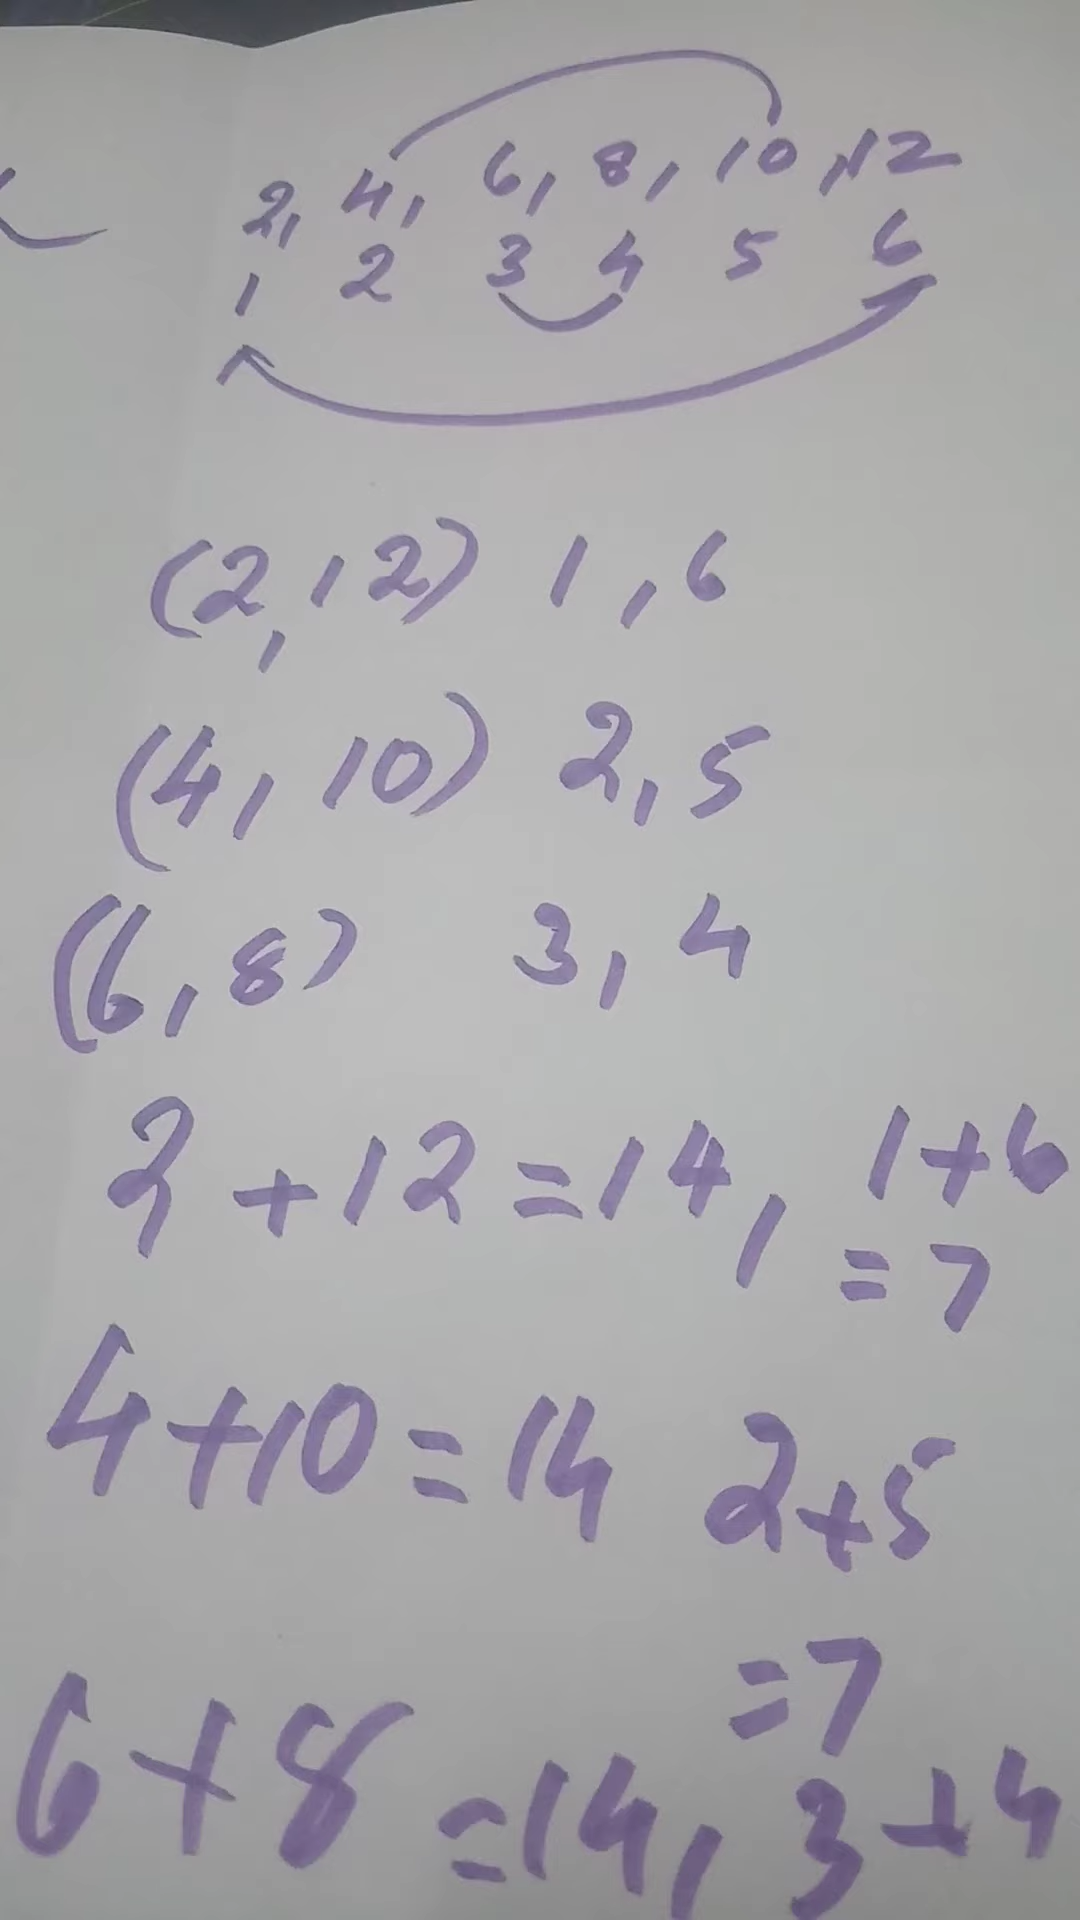 2, 4, 6, 8, 10, 12
1 2 3 4 5 6
(2, 12) 1, 6
(4, 10) 2, 5
(6, 8) 3, 4
2 + 12 = 14, 1+6
= 7
4+10 = 14 2+5
=7
6+8 = 14, 3+4